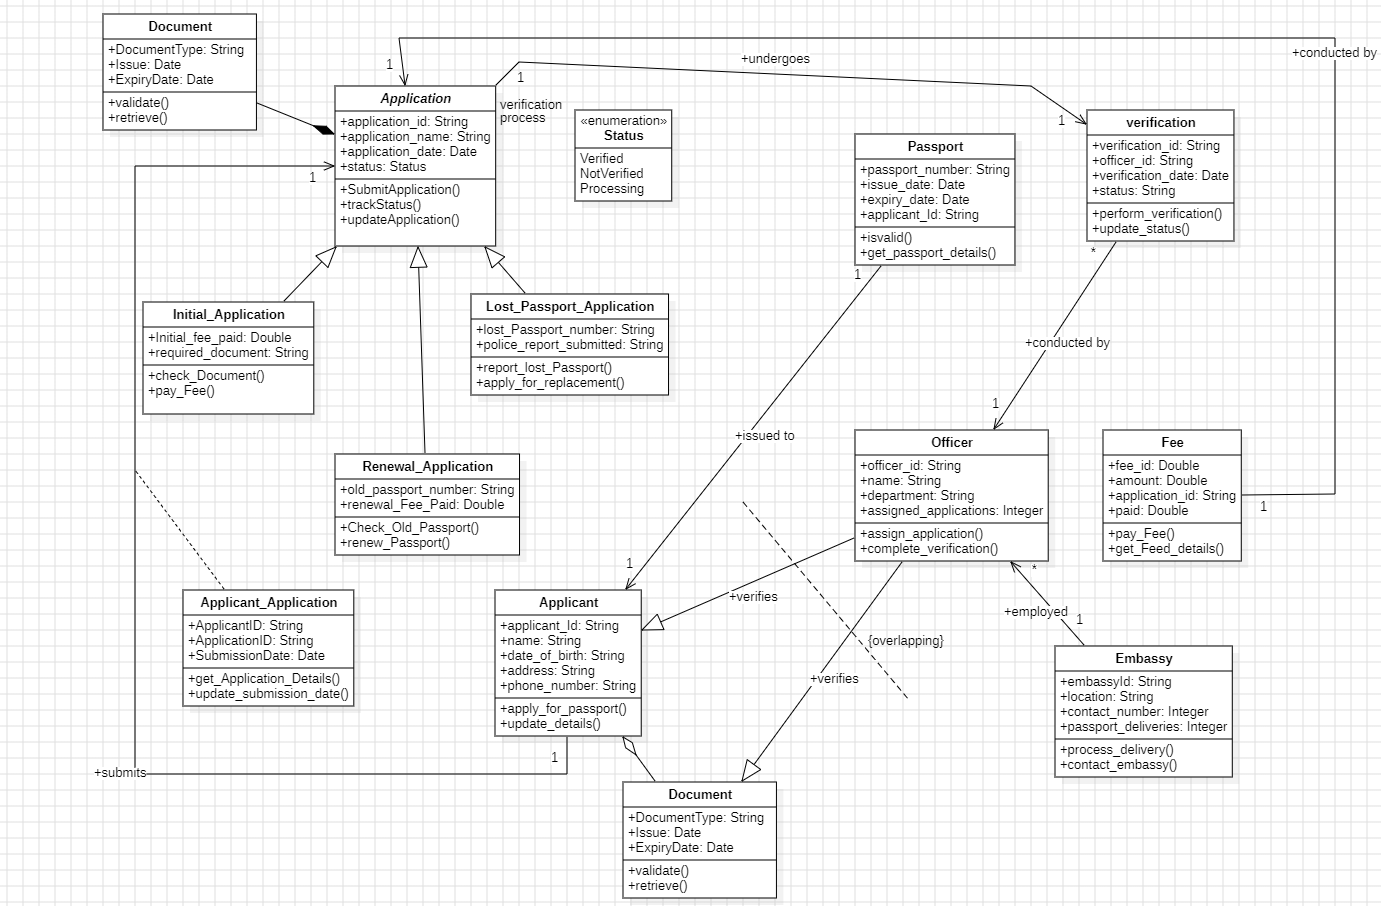 Document
+DocumentType: String
+Issue: Date
+ExpiryDate: Date
+validate()
+retrieve()
1
+undergoes
+conducted by
1
Application
+application_id: String
+application_name: String
+application_date: Date
+status: Status
+SubmitApplication()
+trackStatus()
+updateApplication()
verification
process
1
«enumeration»
Status
Verified
NotVerified
Processing
1
verification
+verification_id: String
+officer_id: String
+verification_date: Date
+status: String
+perform_verification()
+update_status()
Passport
+passport_number: String
+issue_date: Date
+expiry_date: Date
+applicant_Id: String
+isvalid()
+get_passport_details()
1
*
Initial_Application
+Initial_fee_paid: Double
+required_document: String
+check_Document()
+pay_Fee()
Lost_Passport_Application
+lost_Passport_number: String
+police_report_submitted: String
+report_lost_Passport()
+apply_for_replacement()
+conducted by
1
+issued to
Renewal_Application
+old_passport_number: String
+renewal_Fee_Paid: Double
+Check_Old_Passport()
+renew_Passport()
Officer
+officer_id: String
+name: String
+department: String
+assigned_applications: Integer
+assign_application()
+complete_verification()
Fee
+fee_id: Double
+amount: Double
+application_id: String
+paid: Double
+pay_Fee()
+get_Feed_details()
1
1
*
Applicant_Application
+ApplicantID: String
+ApplicationID: String
+SubmissionDate: Date
+get_Application_Details()
+update_submission_date()
Applicant
+applicant_Id: String
+name: String
+date_of_birth: String
+address: String
+phone_number: String
+apply_for_passport()
+update_details()
+verifies
{overlapping}
+verifies
+employed
1
Embassy
+embassyId: String
+location: String
+contact_number: Integer
+passport_deliveries: Integer
+process_delivery()
+contact_embassy()
1
+submits
Document
+DocumentType: String
+Issue: Date
+ExpiryDate: Date
+validate()
+retrieve()